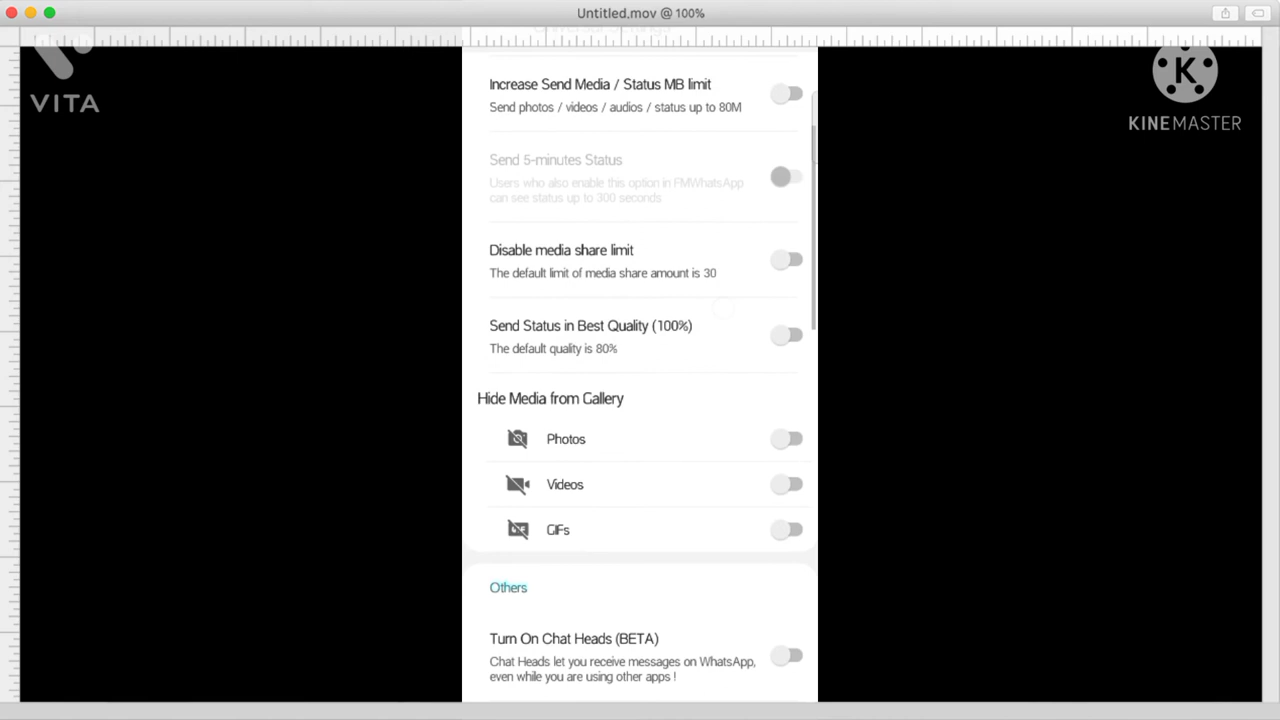 Untitled.mov @ 100%
VITA
KINEMASTER
Increase Send Media / Status MB limit
Send photos / videos / audios / status up to 80M
Send 5-minutes Status
Users who also enable this option in FMWhatsApp
can see status up to 300 seconds
Disable media share limit
The default limit of media share amount is 30
Send Status in Best Quality (100%)
The default quality is 80%
Hide Media from Gallery
Photos
Videos
GIF
GIFs
Others
Turn On Chat Heads (BETA)
Chat Heads let you receive messages on WhatsApp,
even while you are using other apps !